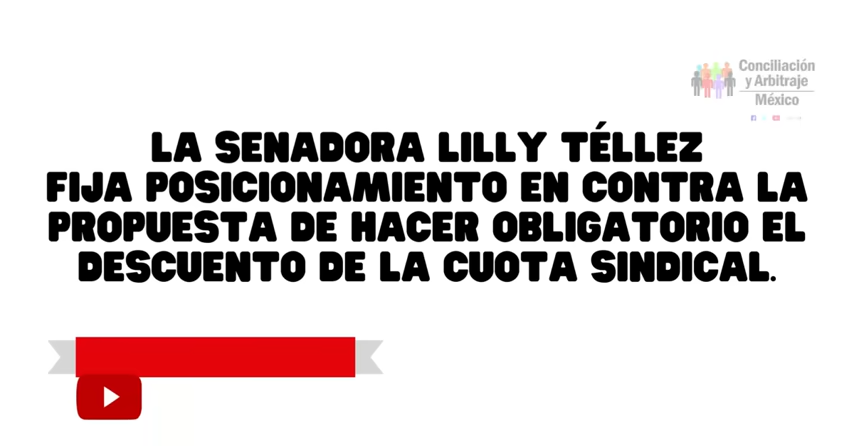 Conciliación
y Arbitraje
México
LA SENADORA LILLY TÉLLEZ
FIJA POSICIONAMIENTO EN CONTRA LA
PROPUESTA DE HACER OBLIGATORIO EL
DESCUENTO DE LA CUOTA SINDICAL.